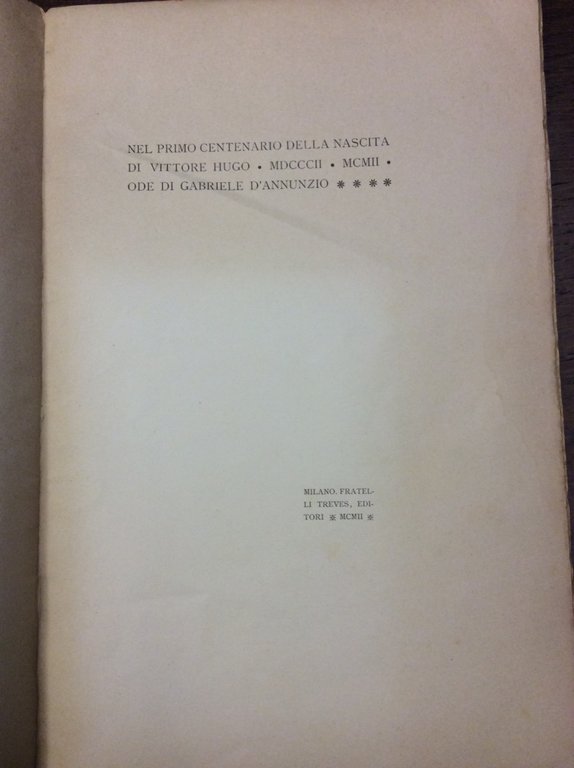 NEL PRIMO CENTENARIO DELLA NASCITA
DI VITTORE HUGO • MDCCCII • MCMII •
ODE DI GABRIELE D'ANNUNZIO ❋ ❋ ❋ ❋
MILANO. FRATEL-
LI TREVES, EDI-
TORI ❋ MCMII ❋